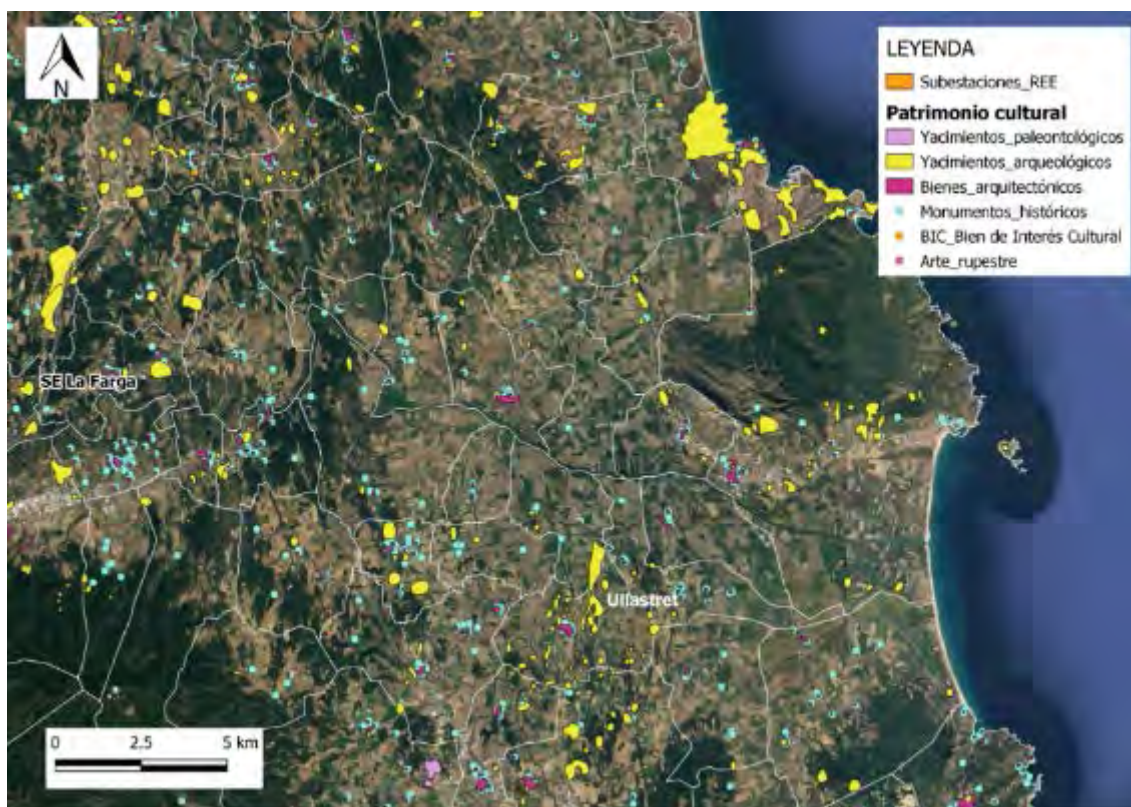 N
LEYENDA
Subestaciones_REE
Patrimonio cultural
Yacimientos_paleontológicos
Yacimientos_arqueológicos
Bienes_arquitectónicos
Monumentos_históricos
BIC_Bien de Interés Cultural
Arte_rupestre
SE La Farga
Ullastret
0 2.5 5 km